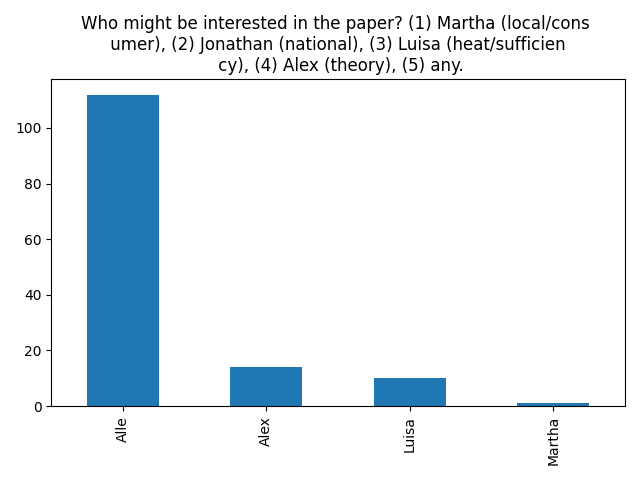 Who might be interested in the paper? (1) Martha (local/cons
umer), (2) Jonathan (national), (3) Luisa (heat/sufficien
cy), (4) Alex (theory), (5) any.
100
80
60
40
20
0
Alle
Alex
Luisa
Martha